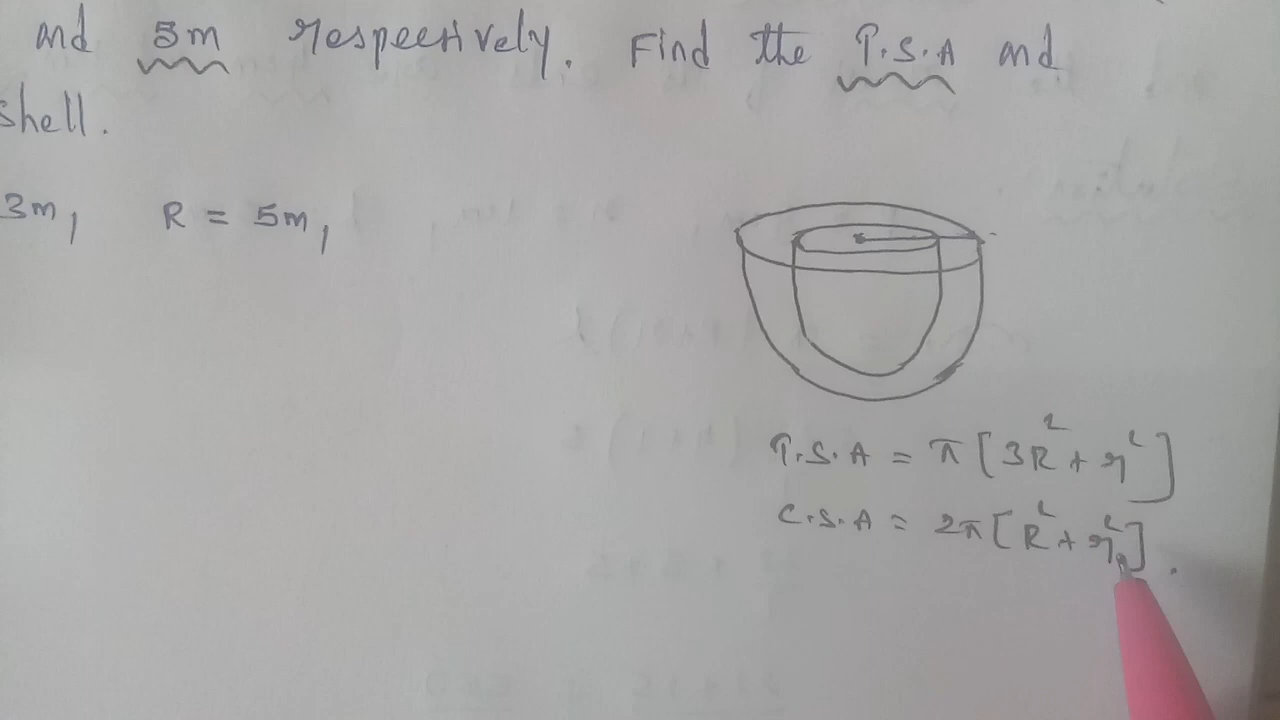 and 5m respectively. Find the T.S.A and
shell.
3m, R = 5m,
T.S.A = π[3R² + r²]
C.S.A = 2π[R² + r²].